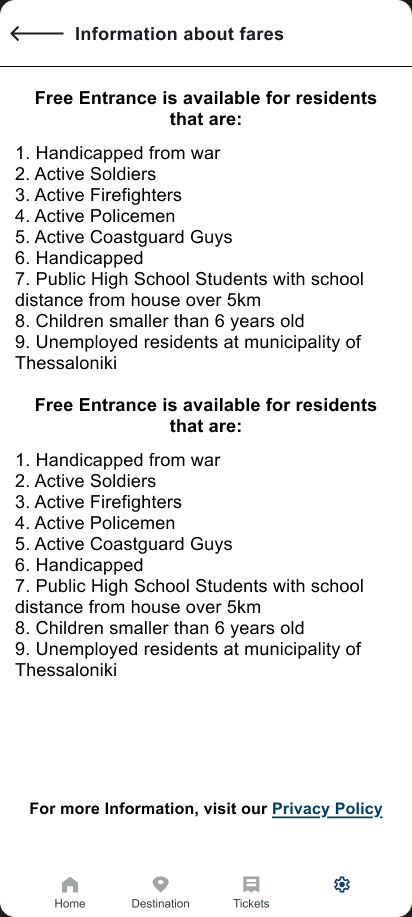 Information about fares
Free Entrance is available for residents
that are:
1. Handicapped from war
2. Active Soldiers
3. Active Firefighters
4. Active Policemen
5. Active Coastguard Guys
6. Handicapped
7. Public High School Students with school
distance from house over 5km
8. Children smaller than 6 years old
9. Unemployed residents at municipality of
Thessaloniki
Free Entrance is available for residents
that are:
1. Handicapped from war
2. Active Soldiers
3. Active Firefighters
4. Active Policemen
5. Active Coastguard Guys
6. Handicapped
7. Public High School Students with school
distance from house over 5km
8. Children smaller than 6 years old
9. Unemployed residents at municipality of
Thessaloniki
For more Information, visit our Privacy Policy
Home Destination Tickets